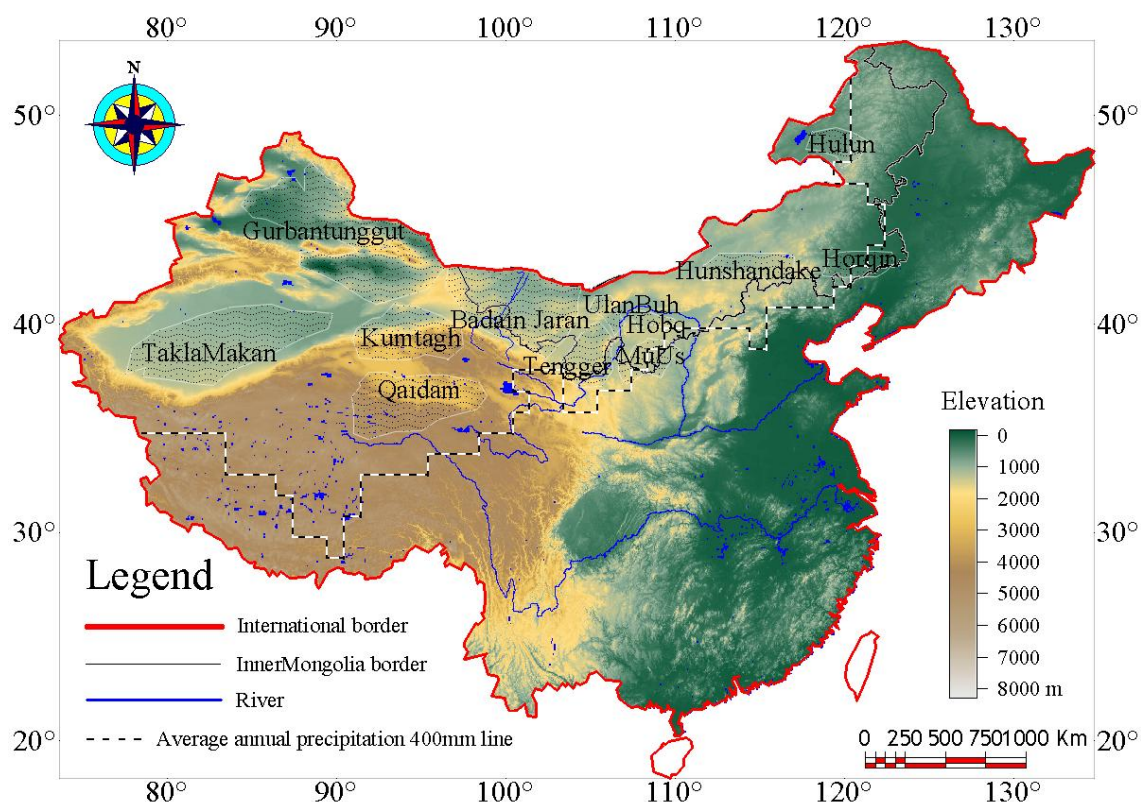 80° 90° 100° 110° 120° 130°
N
50° 50°
Hulun
Gurbantunggut
Horqin
Hunshandake
UlanBuh
40° 40°
Badain Jaran
Hobq
Kumtagh
TaklaMakan
MuUs
Tengger
Qaidam
Elevation
0
1000
2000
3000
4000
5000
6000
7000
8000 m
30° 30°
Legend
International border
InnerMongolia border
River
Average annual precipitation 400mm line
20° 20°
0 250 500 7501000 Km
80° 90° 100° 110° 120° 130°